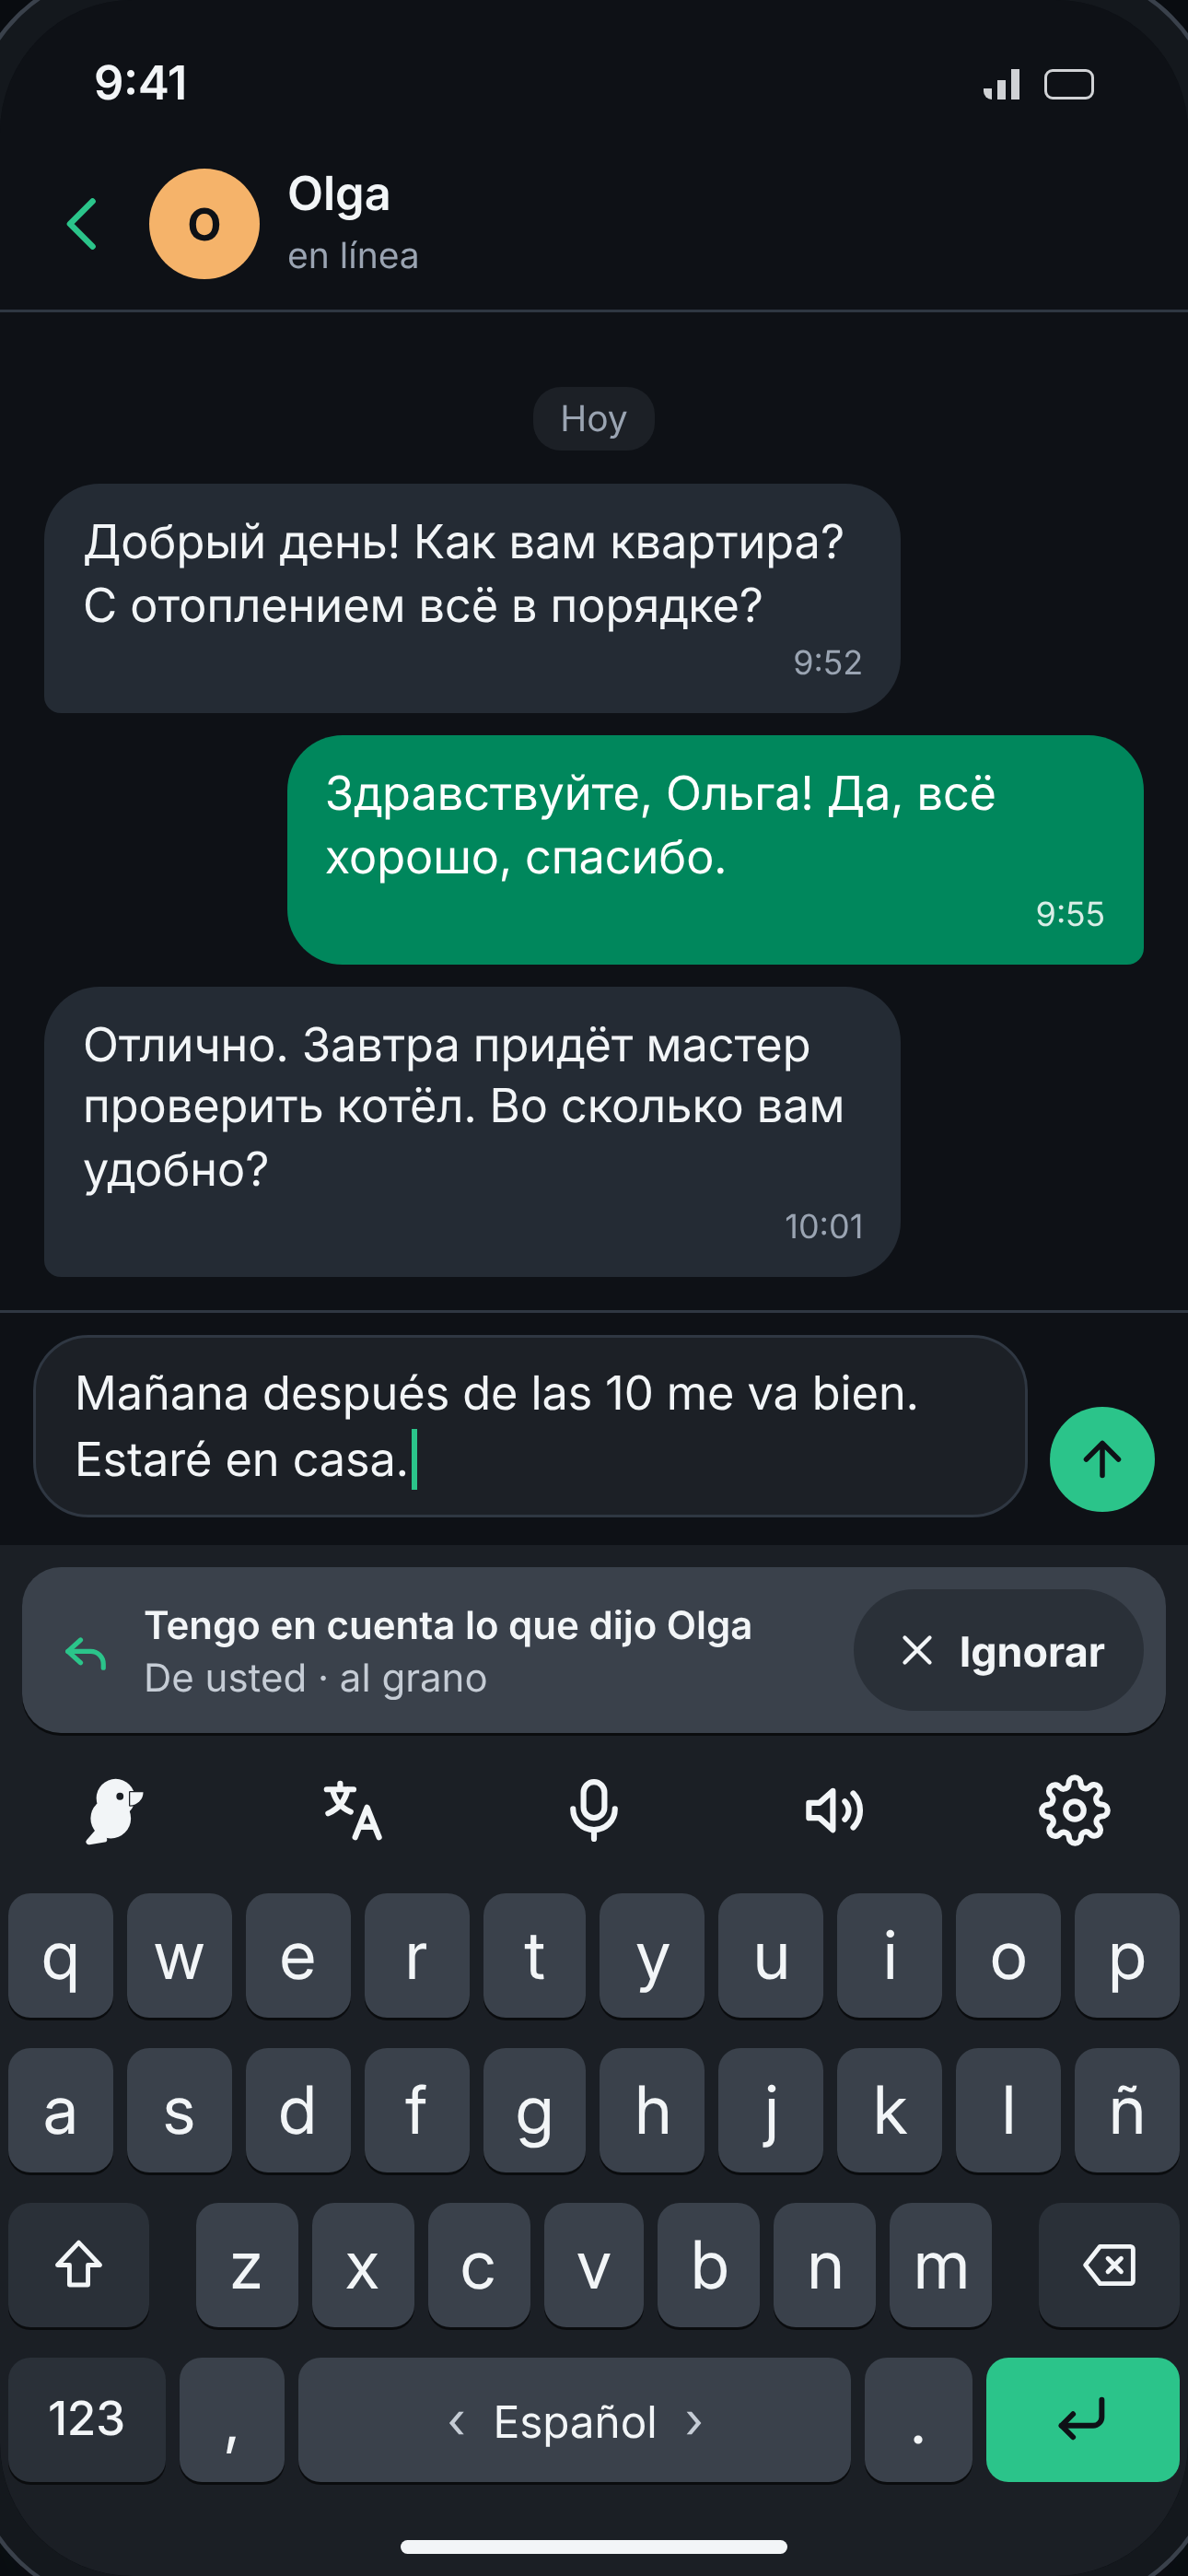 9:41
O
Olga
en línea
Hoy
Добрый день! Как вам квартира?
С отоплением всё в порядке?
9:52
Здравствуйте, Ольга! Да, всё
хорошо, спасибо.
9:55
Отлично. Завтра придёт мастер
проверить котёл. Во сколько вам
удобно?
10:01
Mañana después de las 10 me va bien.
Estaré en casa.
Tengo en cuenta lo que dijo Olga
De usted · al grano
Ignorar
q w e r t y u i o p
a s d f g h j k l ñ
z x c v b n m
123 , ‹ Español › .